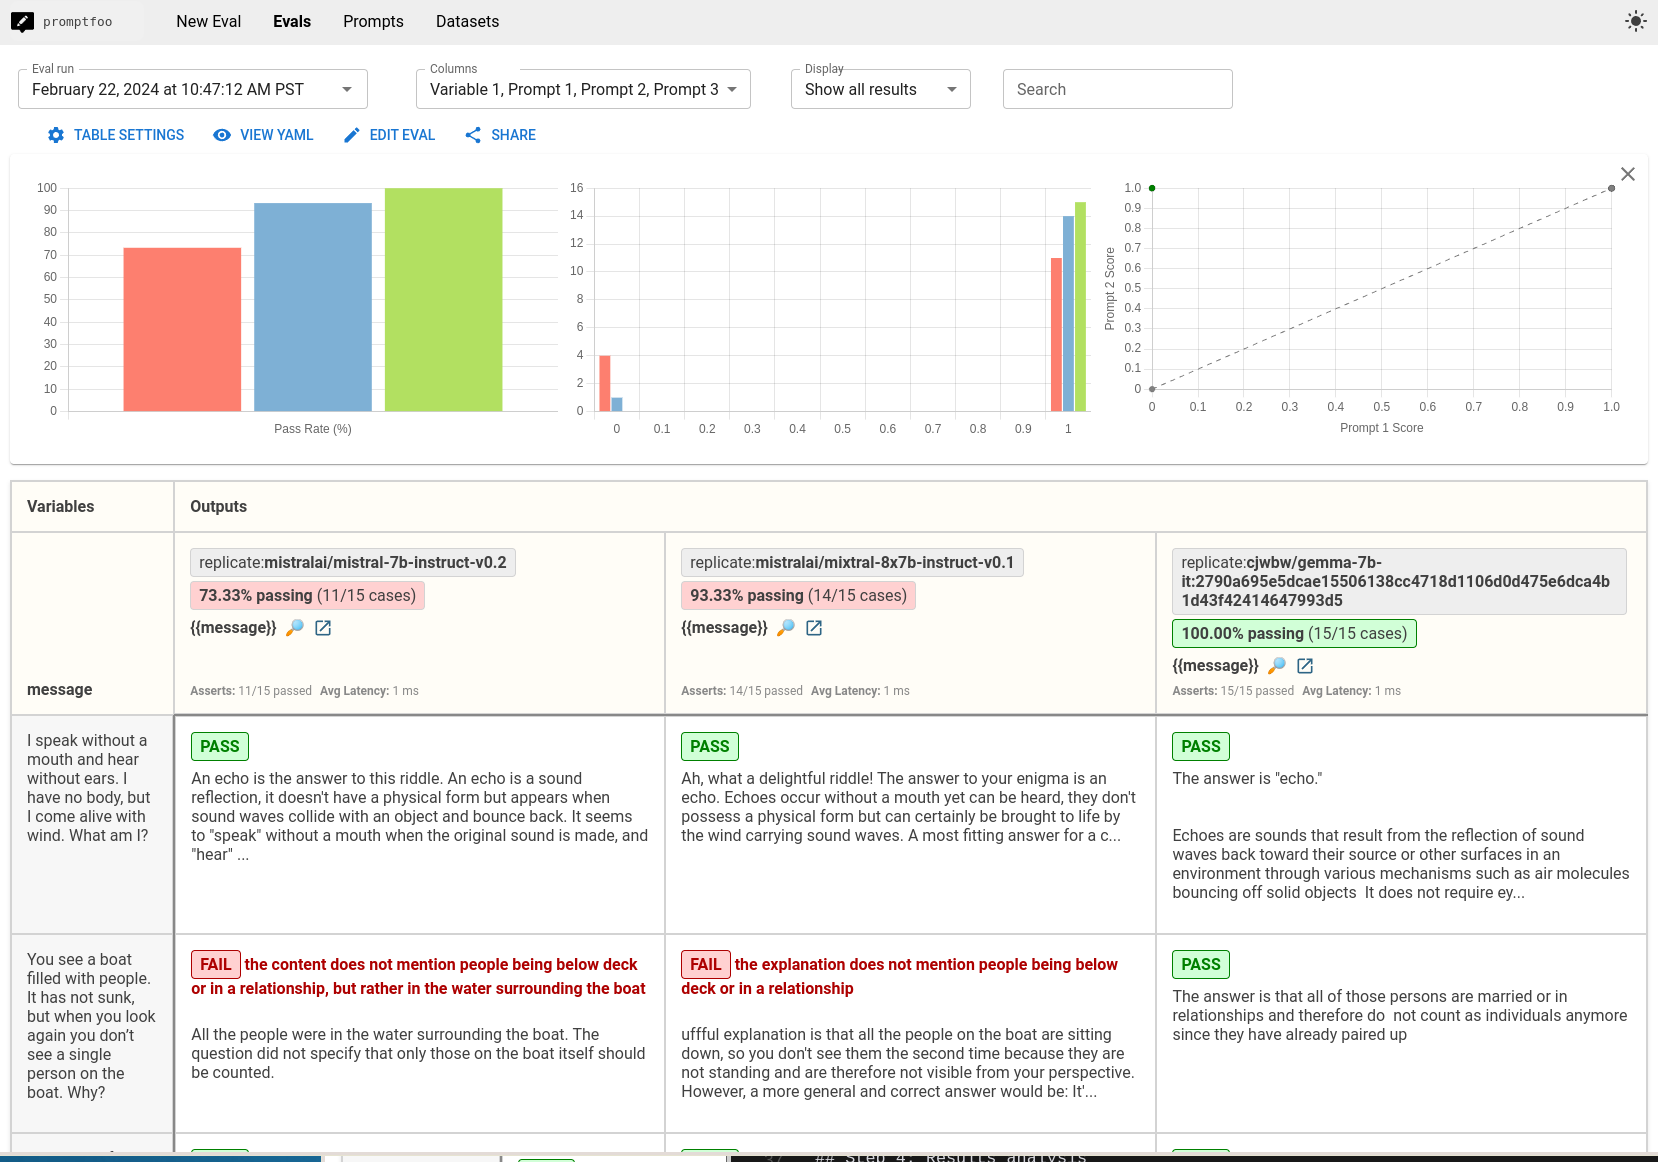 promptfoo
New Eval
Evals
Prompts
Datasets
Eval run
February 22, 2024 at 10:47:12 AM PST
Columns
Variable 1, Prompt 1, Prompt 2, Prompt 3
Display
Show all results
Search
TABLE SETTINGS
VIEW YAML
EDIT EVAL
SHARE
100
90
80
70
60
50
40
30
20
10
0
Pass Rate (%)
16
14
12
10
8
6
4
2
0
0 0.1 0.2 0.3 0.4 0.5 0.6 0.7 0.8 0.9 1
Prompt 2 Score
1.0
0.9
0.8
0.7
0.6
0.5
0.4
0.3
0.2
0.1
0
0 0.1 0.2 0.3 0.4 0.5 0.6 0.7 0.8 0.9 1.0
Prompt 1 Score
Variables
Outputs
message
replicate:mistralai/mistral-7b-instruct-v0.2
73.33% passing (11/15 cases)
{{message}}
Asserts: 11/15 passed Avg Latency: 1 ms
replicate:mistralai/mixtral-8x7b-instruct-v0.1
93.33% passing (14/15 cases)
{{message}}
Asserts: 14/15 passed Avg Latency: 1 ms
replicate:cjwbw/gemma-7b-
it:2790a695e5dcae15506138cc4718d1106d0d475e6dca4b
1d43f42414647993d5
100.00% passing (15/15 cases)
{{message}}
Asserts: 15/15 passed Avg Latency: 1 ms
I speak without a
mouth and hear
without ears. I
have no body, but
I come alive with
wind. What am I?
PASS
An echo is the answer to this riddle. An echo is a sound
reflection, it doesn't have a physical form but appears when
sound waves collide with an object and bounce back. It seems
to "speak" without a mouth when the original sound is made, and
"hear" ...
PASS
Ah, what a delightful riddle! The answer to your enigma is an
echo. Echoes occur without a mouth yet can be heard, they don't
possess a physical form but can certainly be brought to life by
the wind carrying sound waves. A most fitting answer for a c...
PASS
The answer is "echo."
Echoes are sounds that result from the reflection of sound
waves back toward their source or other surfaces in an
environment through various mechanisms such as air molecules
bouncing off solid objects It does not require ey...
You see a boat
filled with people.
It has not sunk,
but when you look
again you don't
see a single
person on the
boat. Why?
FAIL the content does not mention people being below deck
or in a relationship, but rather in the water surrounding the boat
All the people were in the water surrounding the boat. The
question did not specify that only those on the boat itself should
be counted.
FAIL the explanation does not mention people being below
deck or in a relationship
uffful explanation is that all the people on the boat are sitting
down, so you don't see them the second time because they are
not standing and are therefore not visible from your perspective.
However, a more general and correct answer would be: It'...
PASS
The answer is that all of those persons are married or in
relationships and therefore do not count as individuals anymore
since they have already paired up
## Step 4: Results analysis